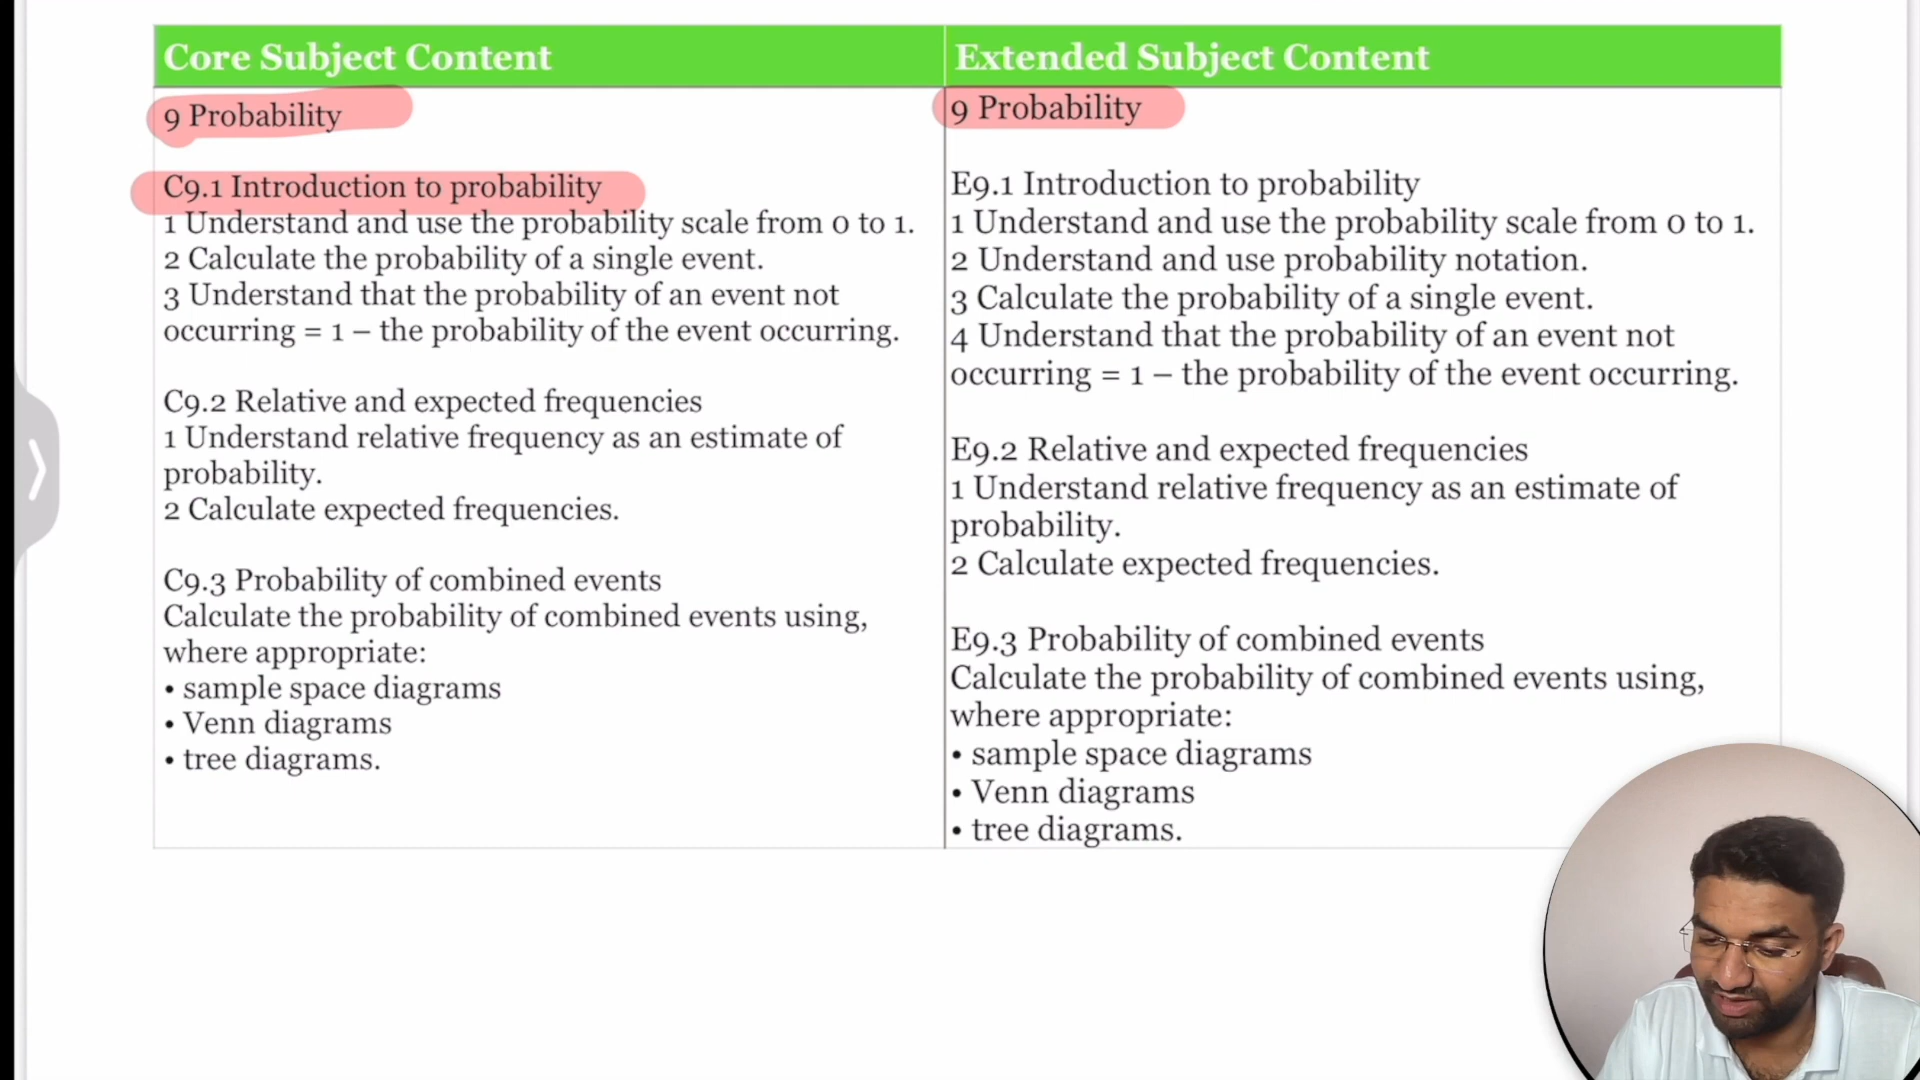 Core Subject Content
9 Probability
C9.1 Introduction to probability
1 Understand and use the probability scale from 0 to 1.
2 Calculate the probability of a single event.
3 Understand that the probability of an event not
occurring = 1 – the probability of the event occurring.
C9.2 Relative and expected frequencies
1 Understand relative frequency as an estimate of
probability.
2 Calculate expected frequencies.
C9.3 Probability of combined events
Calculate the probability of combined events using,
where appropriate:
• sample space diagrams
• Venn diagrams
• tree diagrams.
Extended Subject Content
9 Probability
E9.1 Introduction to probability
1 Understand and use the probability scale from 0 to 1.
2 Understand and use probability notation.
3 Calculate the probability of a single event.
4 Understand that the probability of an event not
occurring = 1 – the probability of the event occurring.
E9.2 Relative and expected frequencies
1 Understand relative frequency as an estimate of
probability.
2 Calculate expected frequencies.
E9.3 Probability of combined events
Calculate the probability of combined events using,
where appropriate:
• sample space diagrams
• Venn diagrams
• tree diagrams.